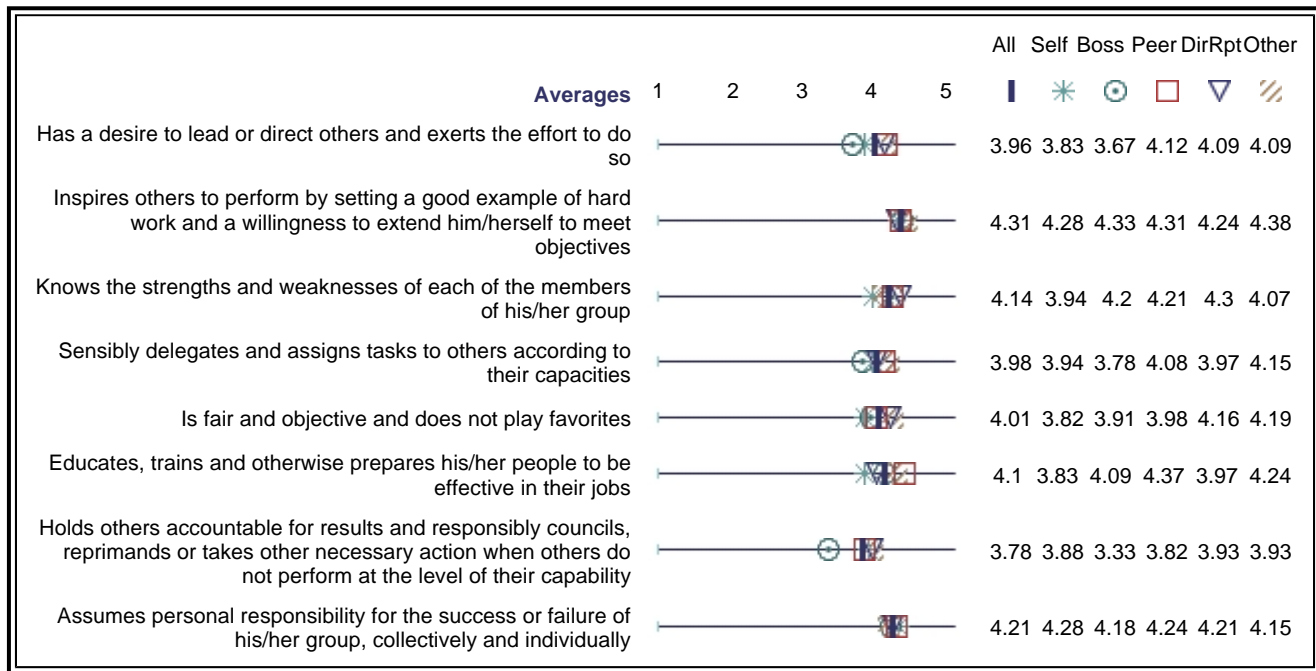 All Self Boss Peer DirRpt Other
Averages 1 2 3 4 5
Has a desire to lead or direct others and exerts the effort to do
so
3.96 3.83 3.67 4.12 4.09 4.09
Inspires others to perform by setting a good example of hard
work and a willingness to extend him/herself to meet
objectives
4.31 4.28 4.33 4.31 4.24 4.38
Knows the strengths and weaknesses of each of the members
of his/her group
4.14 3.94 4.2 4.21 4.3 4.07
Sensibly delegates and assigns tasks to others according to
their capacities
3.98 3.94 3.78 4.08 3.97 4.15
Is fair and objective and does not play favorites
4.01 3.82 3.91 3.98 4.16 4.19
Educates, trains and otherwise prepares his/her people to be
effective in their jobs
4.1 3.83 4.09 4.37 3.97 4.24
Holds others accountable for results and responsibly councils,
reprimands or takes other necessary action when others do
not perform at the level of their capability
3.78 3.88 3.33 3.82 3.93 3.93
Assumes personal responsibility for the success or failure of
his/her group, collectively and individually
4.21 4.28 4.18 4.24 4.21 4.15